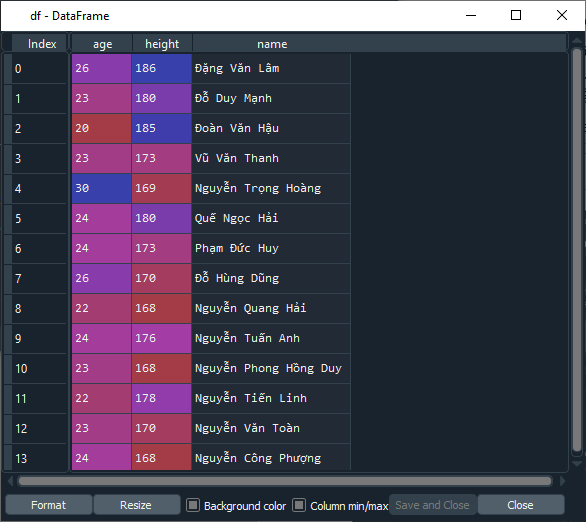 df - DataFrame
Index age height name
0 26 186 Đặng Văn Lâm
1 23 180 Đỗ Duy Mạnh
2 20 185 Đoàn Văn Hậu
3 23 173 Vũ Văn Thanh
4 30 169 Nguyễn Trọng Hoàng
5 24 180 Quế Ngọc Hải
6 24 173 Phạm Đức Huy
7 26 170 Đỗ Hùng Dũng
8 22 168 Nguyễn Quang Hải
9 24 176 Nguyễn Tuấn Anh
10 23 168 Nguyễn Phong Hồng Duy
11 22 178 Nguyễn Tiến Linh
12 23 170 Nguyễn Văn Toàn
13 24 168 Nguyễn Công Phượng
Format Resize Background color Column min/max Save and Close Close